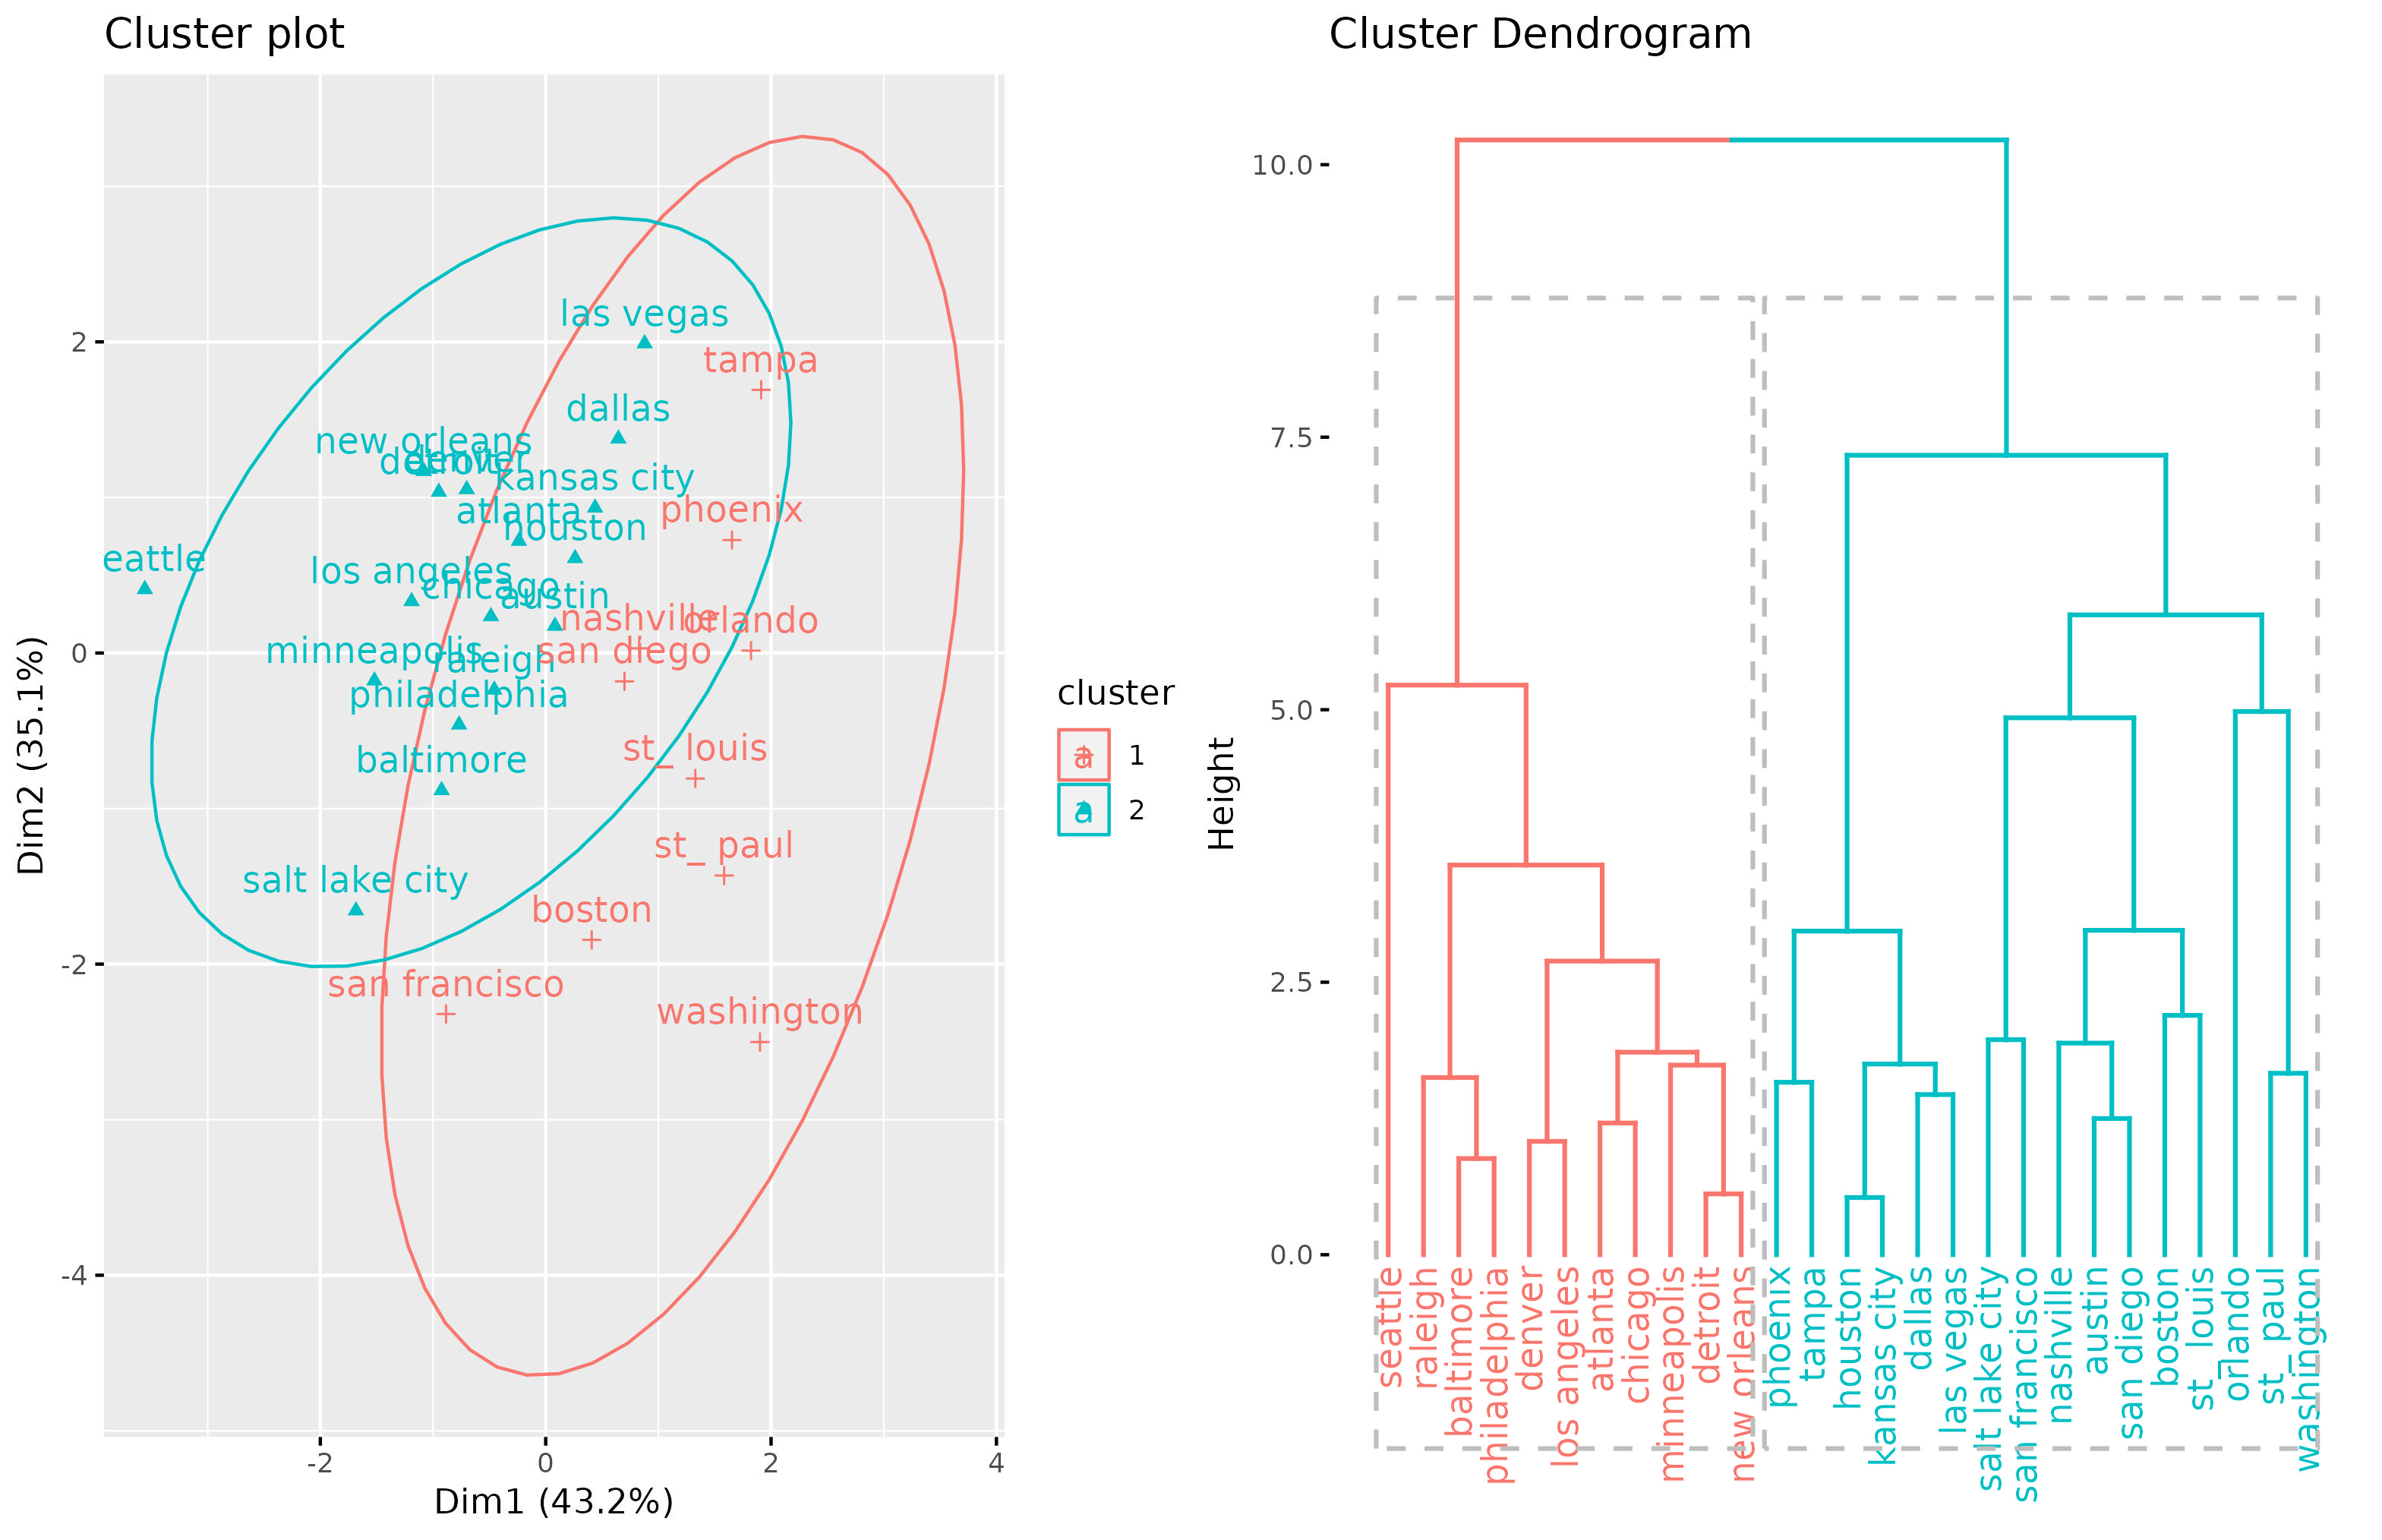 Cluster plot
las vegas
tampa
dallas
new orleans
detroit
denver
kansas city
atlanta
phoenix
houston
eattle
los angeles
chicago
austin
nashville
orlando
minneapolis
raleigh
san diego
philadelphia
st_ louis
baltimore
st_ paul
salt lake city
boston
san francisco
washington
2
0
-2
-4
-2
0
2
4
Dim1 (43.2%)
Dim2 (35.1%)
cluster
a 1
a 2
Cluster Dendrogram
10.0
7.5
5.0
2.5
0.0
Height
seattle
raleigh
baltimore
philadelphia
denver
los angeles
atlanta
chicago
minneapolis
detroit
new orleans
phoenix
tampa
houston
kansas city
dallas
las vegas
salt lake city
san francisco
nashville
austin
san diego
boston
st_ louis
orlando
st_ paul
washington